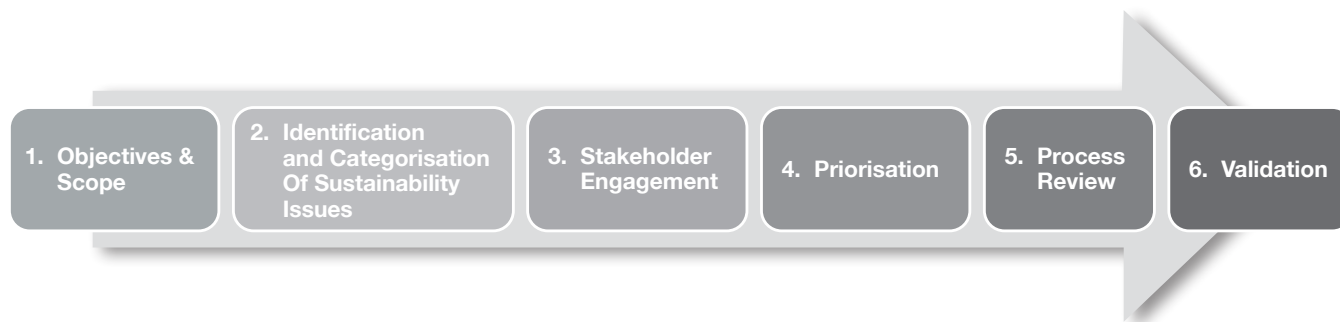 1. Objectives &
Scope
2. Identification
and Categorisation
Of Sustainability
Issues
3. Stakeholder
Engagement
4. Priorisation
5. Process
Review
6. Validation